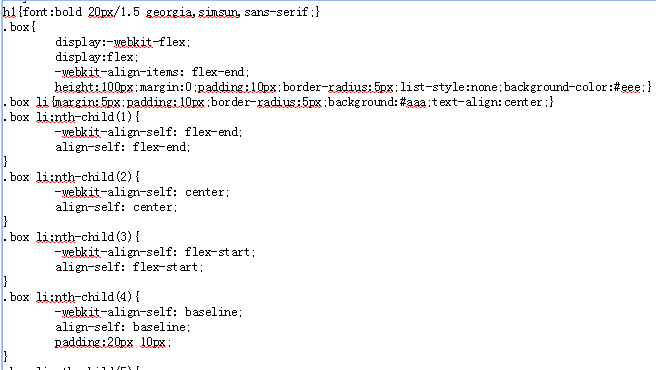 h1{font:bold 20px/1.5 georgia,simsun,sans-serif;}
.box{
display:-webkit-flex;
display:flex;
-webkit-align-items: flex-end;
height:100px;margin:0;padding:10px;border-radius:5px;list-style:none;background-color:#eee;}
.box li{margin:5px;padding:10px;border-radius:5px;background:#aaa;text-align:center;}
.box li:nth-child(1){
-webkit-align-self: flex-end;
align-self: flex-end;
}
.box li:nth-child(2){
-webkit-align-self: center;
align-self: center;
}
.box li:nth-child(3){
-webkit-align-self: flex-start;
align-self: flex-start;
}
.box li:nth-child(4){
-webkit-align-self: baseline;
align-self: baseline;
padding:20px 10px;
}